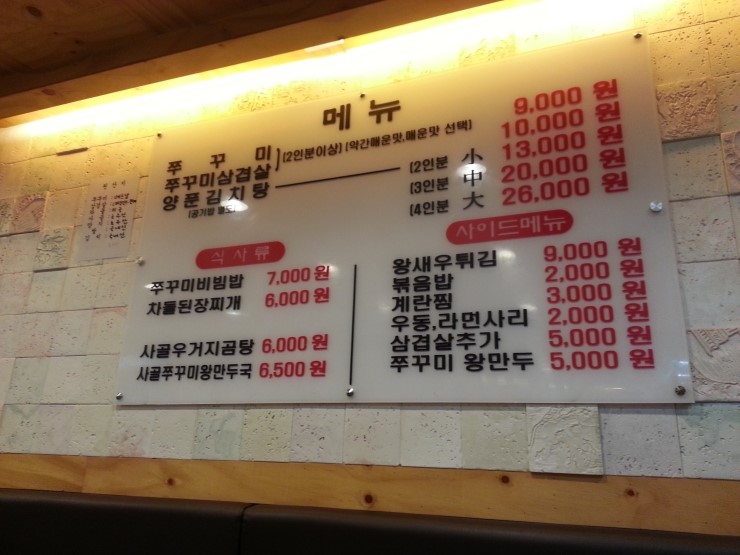 메뉴
쭈꾸미 (2인분이상) (약간매운맛,매운맛 선택) 9,000 원
쭈꾸미삼겹살 10,000 원
양푼김치탕 (2인분 小 13,000 원
(공기밥 별도) (3인분 中 20,000 원
(4인분 大 26,000 원
식사류
쭈꾸미비빔밥 7,000 원
차돌된장찌개 6,000 원
사골우거지곰탕 6,000 원
사골쭈꾸미왕만두국 6,500 원
사이드메뉴
왕새우튀김 9,000 원
볶음밥 2,000 원
계란찜 3,000 원
우동,라면사리 2,000 원
삼겹살추가 5,000 원
쭈꾸미 왕만두 5,000 원